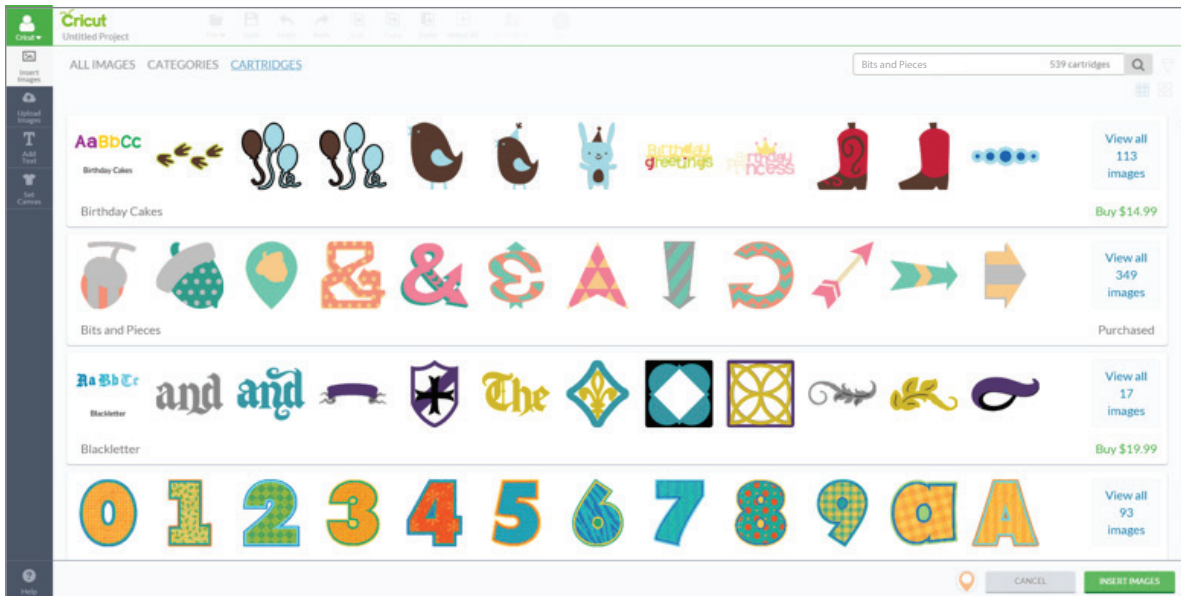 Cricut
Untitled Project
Cricut
Insert
Images
Upload
Images
Add
Text
Set
Canvas
Help
ALL IMAGES CATEGORIES CARTRIDGES
Bits and Pieces 539 cartridges
AaBbCc
Birthday Cakes
Birthday
greetings
View all
113
images
Birthday Cakes
Buy $14.99
& &
View all
349
images
Bits and Pieces
Purchased
Aa Bb Cc
Blackletter
and and The
View all
17
images
Blackletter
Buy $19.99
0 1 2 3 4 5 6 7 8 9 a A
View all
93
images
CANCEL INSERT IMAGES